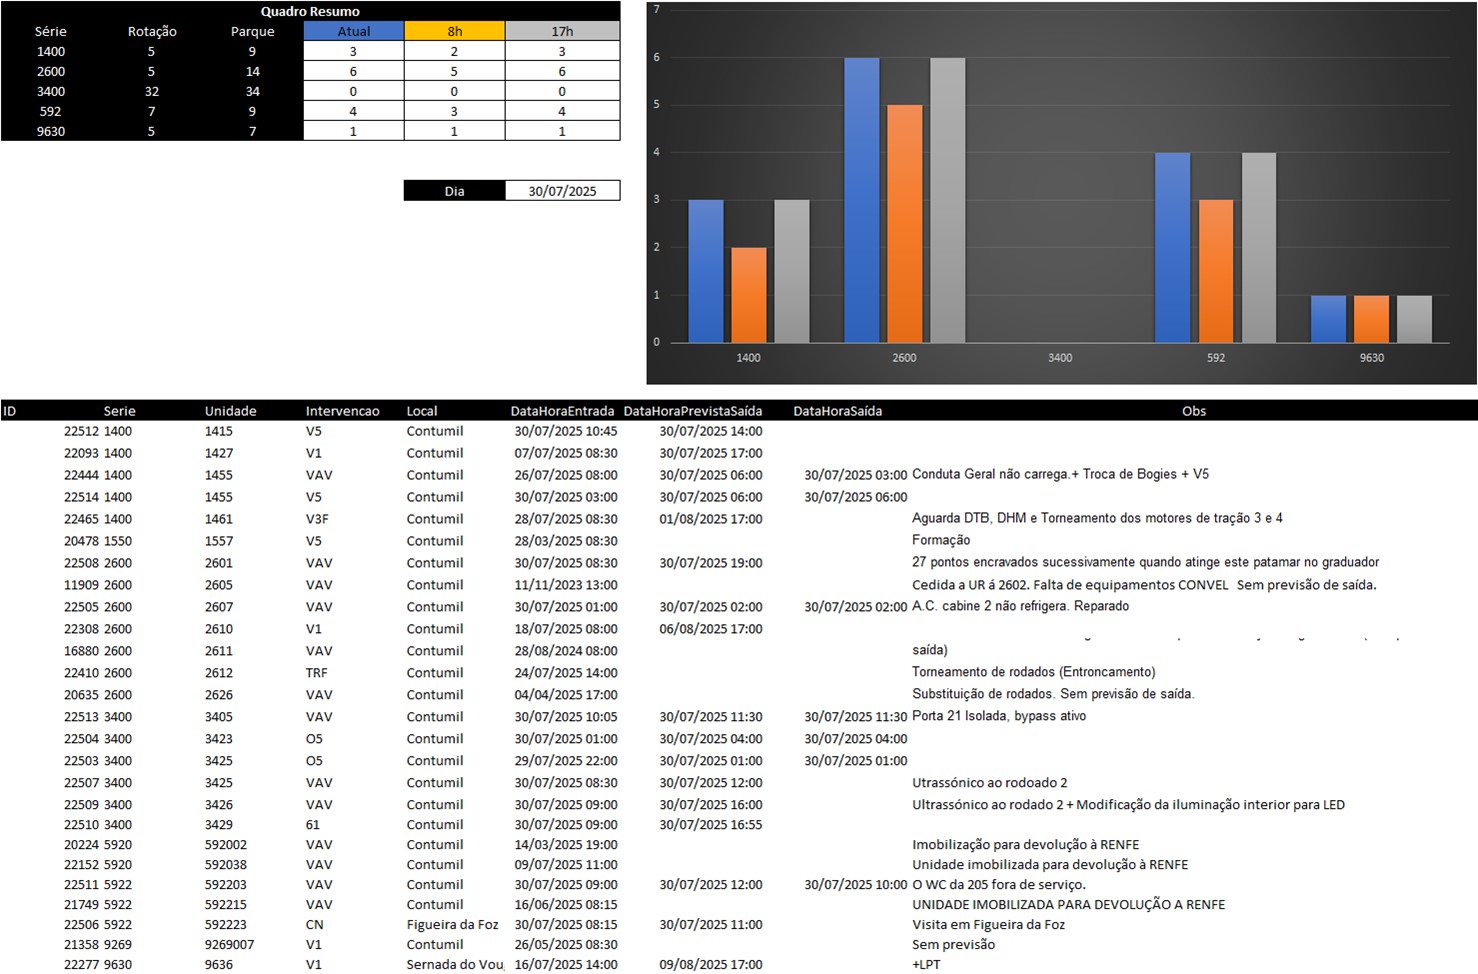 Quadro Resumo
Série Rotação Parque Atual 8h 17h
1400 5 9 3 2 3
2600 5 14 6 5 6
3400 32 34 0 0 0
592 7 9 4 3 4
9630 5 7 1 1 1
Dia 30/07/2025
7
6
5
4
3
2
1
0
1400 2600 3400 592 9630
ID Serie Unidade Intervencao Local DataHoraEntrada DataHoraPrevistaSaída DataHoraSaída Obs
22512 1400 1415 V5 Contumil 30/07/2025 10:45 30/07/2025 14:00
22093 1400 1427 V1 Contumil 07/07/2025 08:30 30/07/2025 17:00
22444 1400 1455 VAV Contumil 26/07/2025 08:00 30/07/2025 06:00 30/07/2025 03:00 Conduta Geral não carrega.+ Troca de Bogies + V5
22514 1400 1455 V5 Contumil 30/07/2025 03:00 30/07/2025 06:00 30/07/2025 06:00
22465 1400 1461 V3F Contumil 28/07/2025 08:30 01/08/2025 17:00 Aguarda DTB, DHM e Torneamento dos motores de tração 3 e 4
20478 1550 1557 V5 Contumil 28/03/2025 08:30 Formação
22508 2600 2601 VAV Contumil 30/07/2025 08:30 30/07/2025 19:00 27 pontos encravados sucessivamente quando atinge este patamar no graduador
11909 2600 2605 VAV Contumil 11/11/2023 13:00 Cedida a UR á 2602. Falta de equipamentos CONVEL Sem previsão de saída.
22505 2600 2607 VAV Contumil 30/07/2025 01:00 30/07/2025 02:00 30/07/2025 02:00 A.C. cabine 2 não refrigera. Reparado
22308 2600 2610 V1 Contumil 18/07/2025 08:00 06/08/2025 17:00
16880 2600 2611 VAV Contumil 28/08/2024 08:00 saída)
22410 2600 2612 TRF Contumil 24/07/2025 14:00 Torneamento de rodados (Entroncamento)
20635 2600 2626 VAV Contumil 04/04/2025 17:00 Substituição de rodados. Sem previsão de saída.
22513 3400 3405 VAV Contumil 30/07/2025 10:05 30/07/2025 11:30 30/07/2025 11:30 Porta 21 Isolada, bypass ativo
22504 3400 3423 O5 Contumil 30/07/2025 01:00 30/07/2025 04:00 30/07/2025 04:00
22503 3400 3425 O5 Contumil 29/07/2025 22:00 30/07/2025 01:00 30/07/2025 01:00
22507 3400 3425 VAV Contumil 30/07/2025 08:30 30/07/2025 12:00 Utrassónico ao rodoado 2
22509 3400 3426 VAV Contumil 30/07/2025 09:00 30/07/2025 16:00 Ultrassónico ao rodado 2 + Modificação da iluminação interior para LED
22510 3400 3429 61 Contumil 30/07/2025 09:00 30/07/2025 16:55
20224 5920 592002 VAV Contumil 14/03/2025 19:00 Imobilização para devolução à RENFE
22152 5920 592038 VAV Contumil 09/07/2025 11:00 Unidade imobilizada para devolução à RENFE
22511 5922 592203 VAV Contumil 30/07/2025 09:00 30/07/2025 12:00 30/07/2025 10:00 O WC da 205 fora de serviço.
21749 5922 592215 VAV Contumil 16/06/2025 08:15 UNIDADE IMOBILIZADA PARA DEVOLUÇÃO A RENFE
22506 5922 592223 CN Figueira da Foz 30/07/2025 08:15 30/07/2025 11:00 Visita em Figueira da Foz
21358 9269 9269007 V1 Contumil 26/05/2025 08:30 Sem previsão
22277 9630 9636 V1 Sernada do Vou 16/07/2025 14:00 09/08/2025 17:00 +LPT